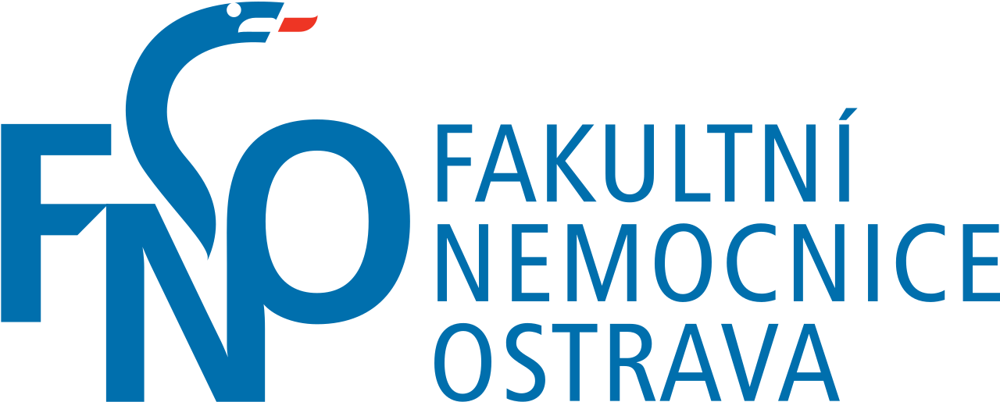 FNO
FAKULTNÍ
NEMOCNICE
OSTRAVA